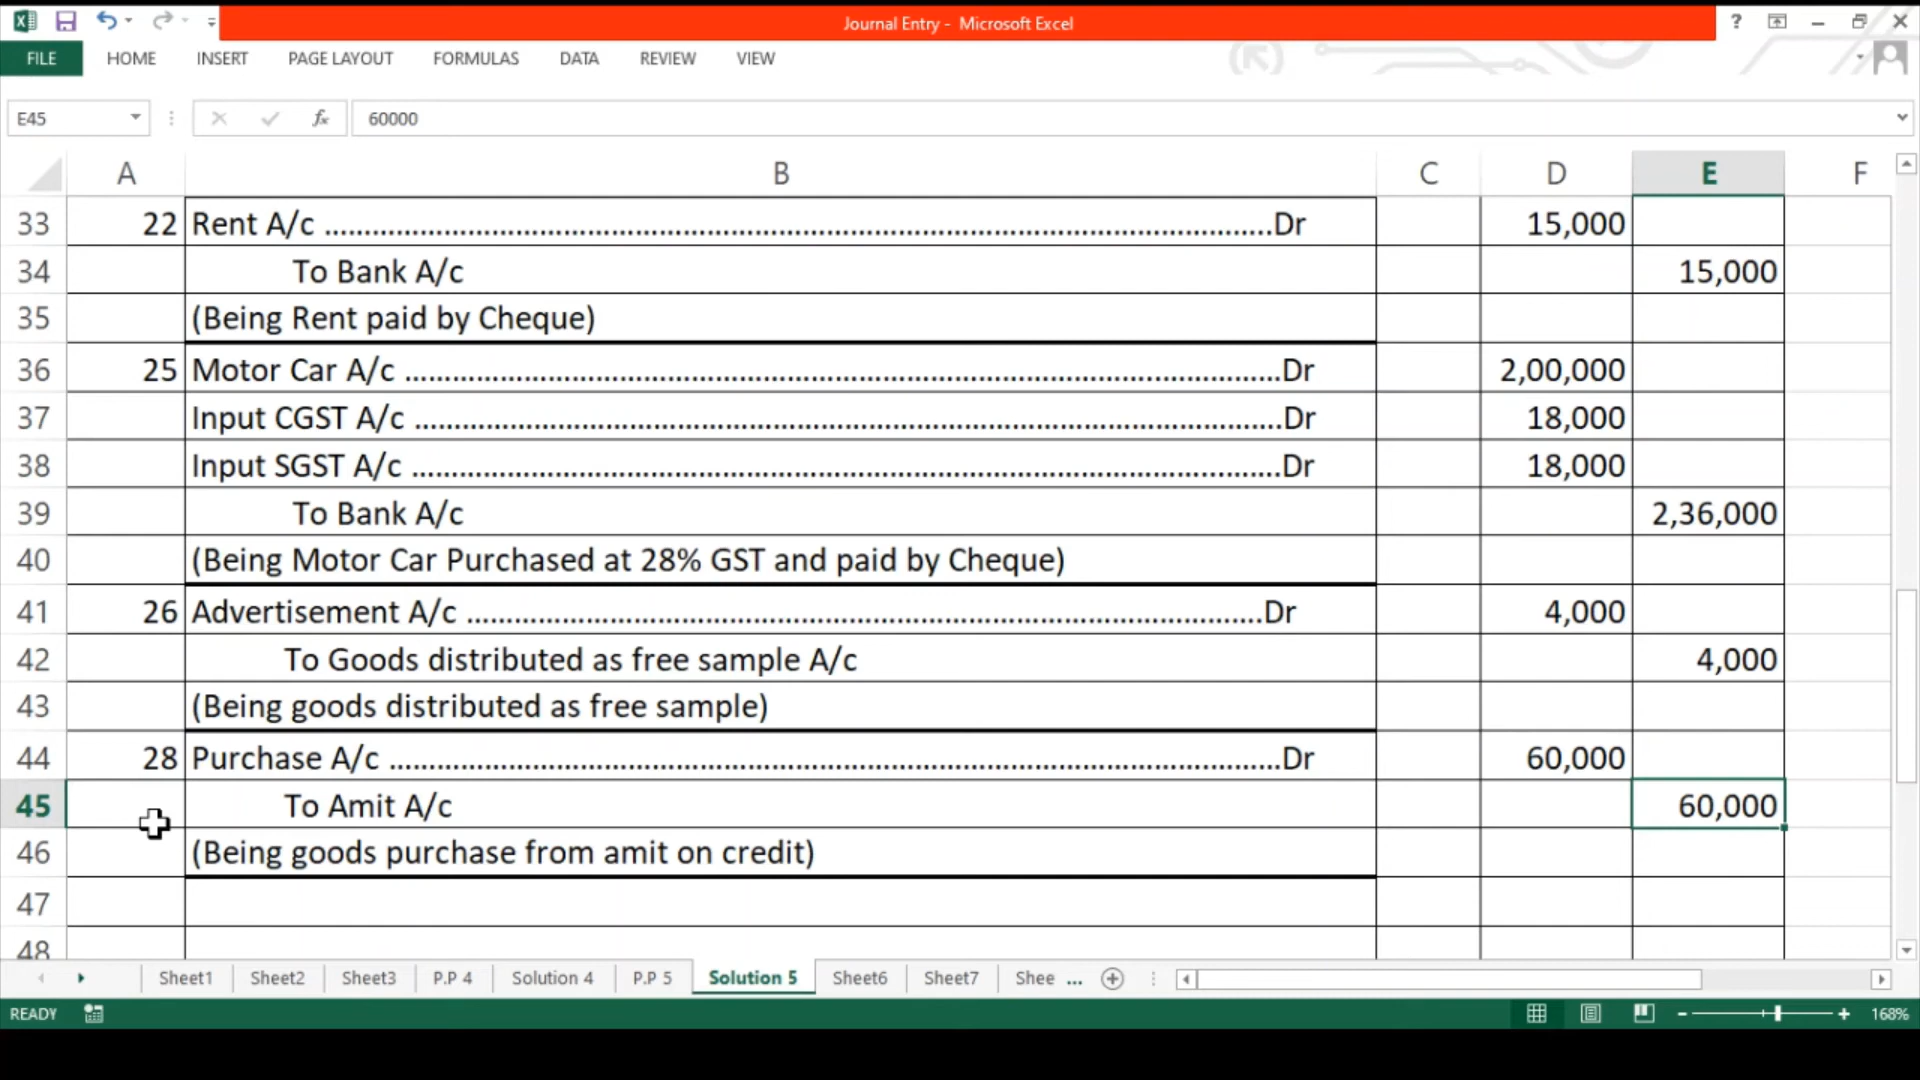 Journal Entry - Microsoft Excel
?
FILE HOME INSERT PAGE LAYOUT FORMULAS DATA REVIEW VIEW
E45 fx 60000
A B C D E F
33 22 Rent A/c ........................................................................................................................Dr 15,000
34 To Bank A/c 15,000
35 (Being Rent paid by Cheque)
36 25 Motor Car A/c ..............................................................................................................Dr 2,00,000
37 Input CGST A/c .............................................................................................................Dr 18,000
38 Input SGST A/c .............................................................................................................Dr 18,000
39 To Bank A/c 2,36,000
40 (Being Motor Car Purchased at 28% GST and paid by Cheque)
41 26 Advertisement A/c ....................................................................................................Dr 4,000
42 To Goods distributed as free sample A/c 4,000
43 (Being goods distributed as free sample)
44 28 Purchase A/c ................................................................................................................Dr 60,000
45 To Amit A/c 60,000
46 (Being goods purchase from amit on credit)
47
48
Sheet1 Sheet2 Sheet3 P.P 4 Solution 4 P.P 5 Solution 5 Sheet6 Sheet7 Shee ...
READY 168%